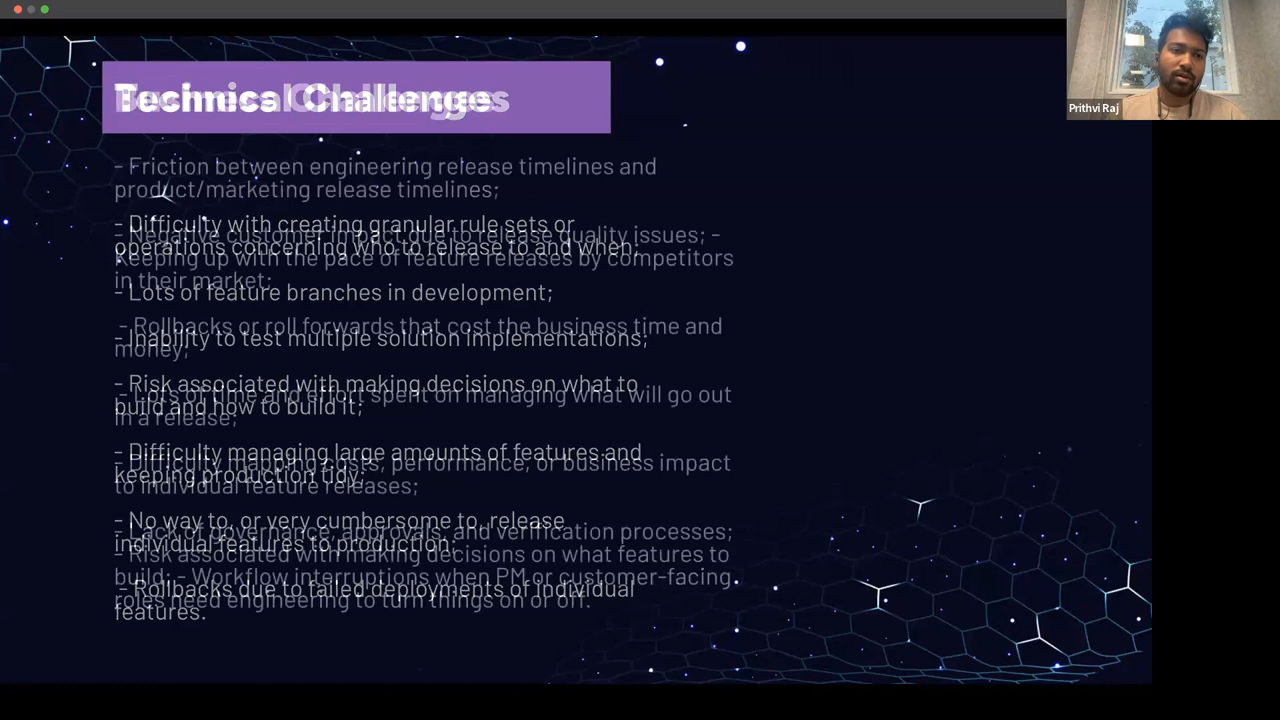 Technical Challenges
Business Challenges
- Friction between engineering release timelines and
product/marketing release timelines;
- Negative customer impact due to release quality issues; -
Keeping up with the pace of feature releases by competitors
in their market;
- Rollbacks or roll forwards that cost the business time and
money;
- Lots of time and effort spent on managing what will go out
in a release;
- Difficulty mapping costs, performance, or business impact
to individual feature releases;
- Lack of governance, approvals, and verification processes;
- Risk associated with making decisions on what features to
build; - Workflow interruptions when PM or customer-facing
roles need engineering to turn things on or off.
- Difficulty with creating granular rule sets or
operations concerning who to release to and when;
- Lots of feature branches in development;
- Inability to test multiple solution implementations;
- Risk associated with making decisions on what to
build and how to build it;
- Difficulty managing large amounts of features and
keeping production tidy;
- No way to, or very cumbersome to, release
individual features to production;
- Rollbacks due to failed deployments of individual
features.
Prithvi Raj